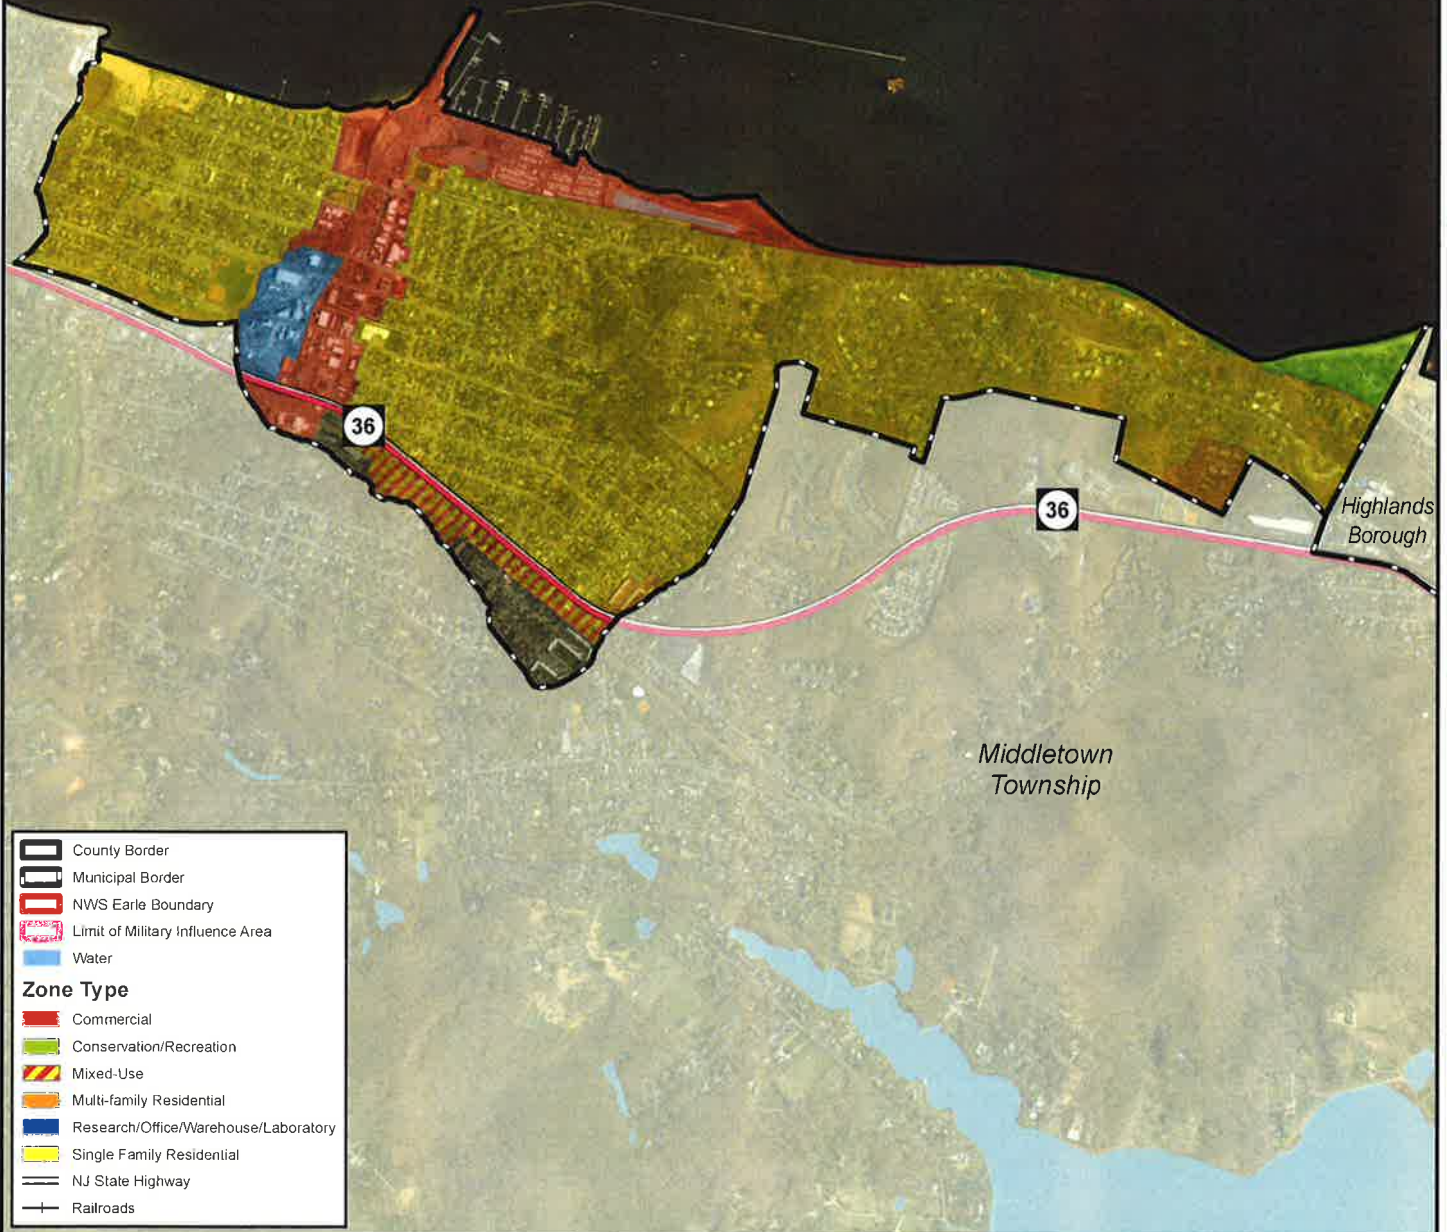 36
36
Highlands
Borough
Middletown
Township
County Border
Municipal Border
NWS Earle Boundary
Limit of Military Influence Area
Water
Zone Type
Commercial
Conservation/Recreation
Mixed-Use
Multi-family Residential
Research/Office/Warehouse/Laboratory
Single Family Residential
NJ State Highway
Railroads